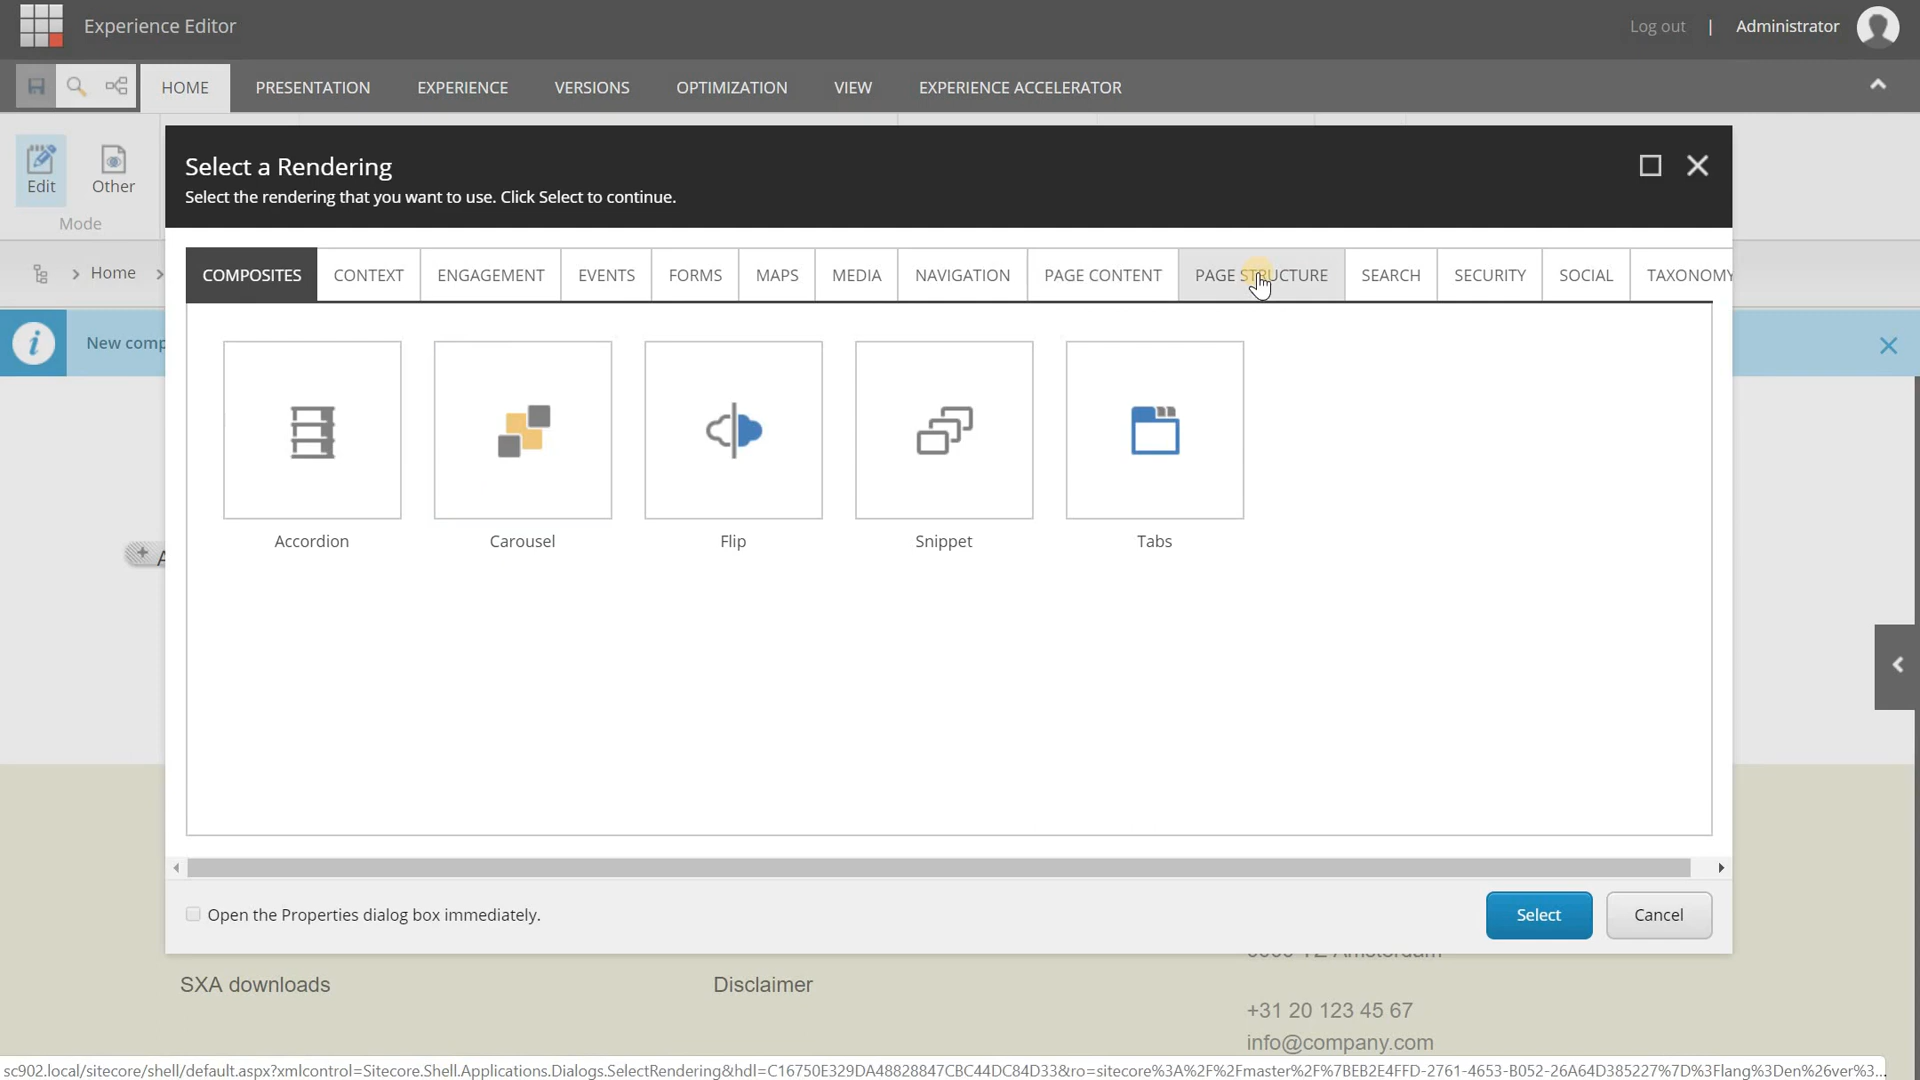 Experience Editor
Log out | Administrator
HOME PRESENTATION EXPERIENCE VERSIONS OPTIMIZATION VIEW EXPERIENCE ACCELERATOR
Edit Other
Mode
Select a Rendering
Select the rendering that you want to use. Click Select to continue.
Home
COMPOSITES CONTEXT ENGAGEMENT EVENTS FORMS MAPS MEDIA NAVIGATION PAGE CONTENT PAGE STRUCTURE SEARCH SECURITY SOCIAL TAXONOMY
New comp
Accordion Carousel Flip Snippet Tabs
Open the Properties dialog box immediately.
Select Cancel
SXA downloads Disclaimer
+31 20 123 45 67
info@company.com
sc902.local/sitecore/shell/default.aspx?xmlcontrol=Sitecore.Shell.Applications.Dialogs.SelectRendering&hdl=C16750E329DA48828847CBC44DC84D33&ro=sitecore%3A%2F%2Fmaster%2F%7BEB2E4FFD-2761-4653-B052-26A64D385227%7D%3Flang%3Den%26ver%3...